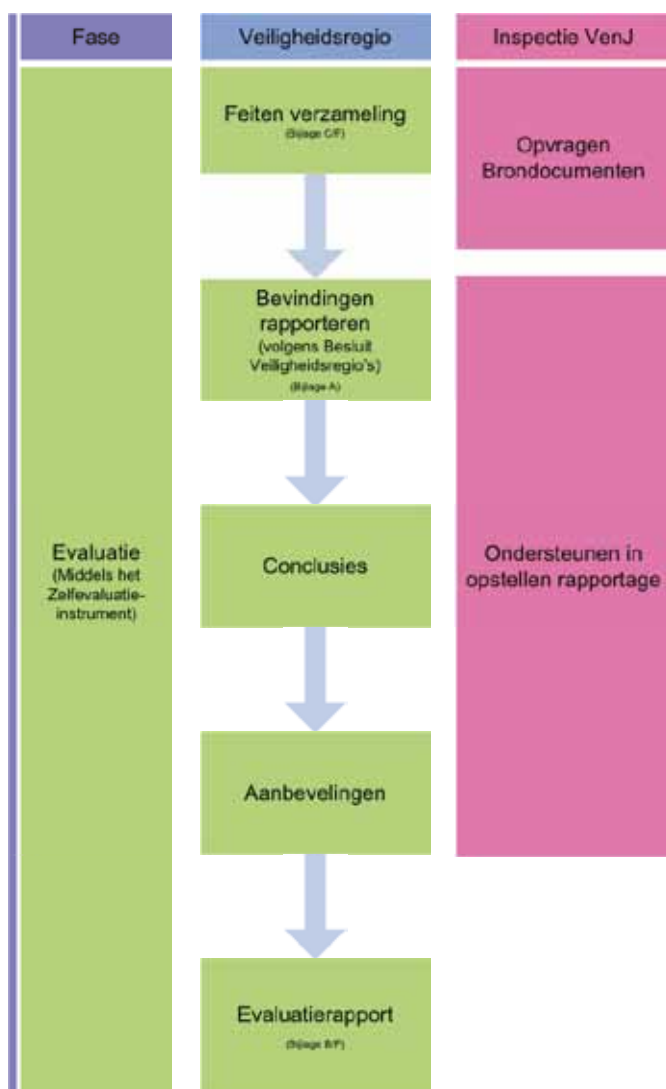 Fase
Veiligheidsregio
Inspectie VenJ
Feiten verzameling
(Bijlage C/F)
Opvragen
Brondocumenten
Bevindingen
rapporteren
(volgens Besluit
Veiligheidsregio's)
(Bijlage A)
Evaluatie
(Middels het
Zelfevaluatie-
instrument)
Conclusies
Ondersteunen in
opstellen rapportage
Aanbevelingen
Evaluatierapport
(Bijlage B/F)